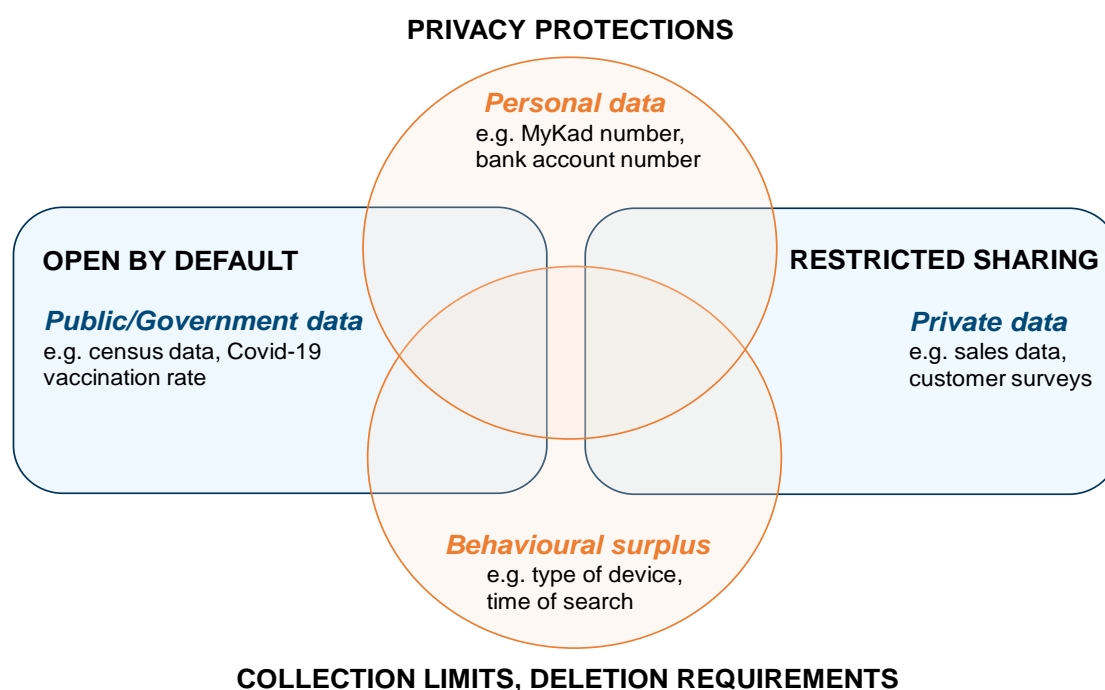 PRIVACY PROTECTIONS
Personal data
e.g. MyKad number,
bank account number
OPEN BY DEFAULT
Public/Government data
e.g. census data, Covid-19
vaccination rate
RESTRICTED SHARING
Private data
e.g. sales data,
customer surveys
Behavioural surplus
e.g. type of device,
time of search
COLLECTION LIMITS, DELETION REQUIREMENTS